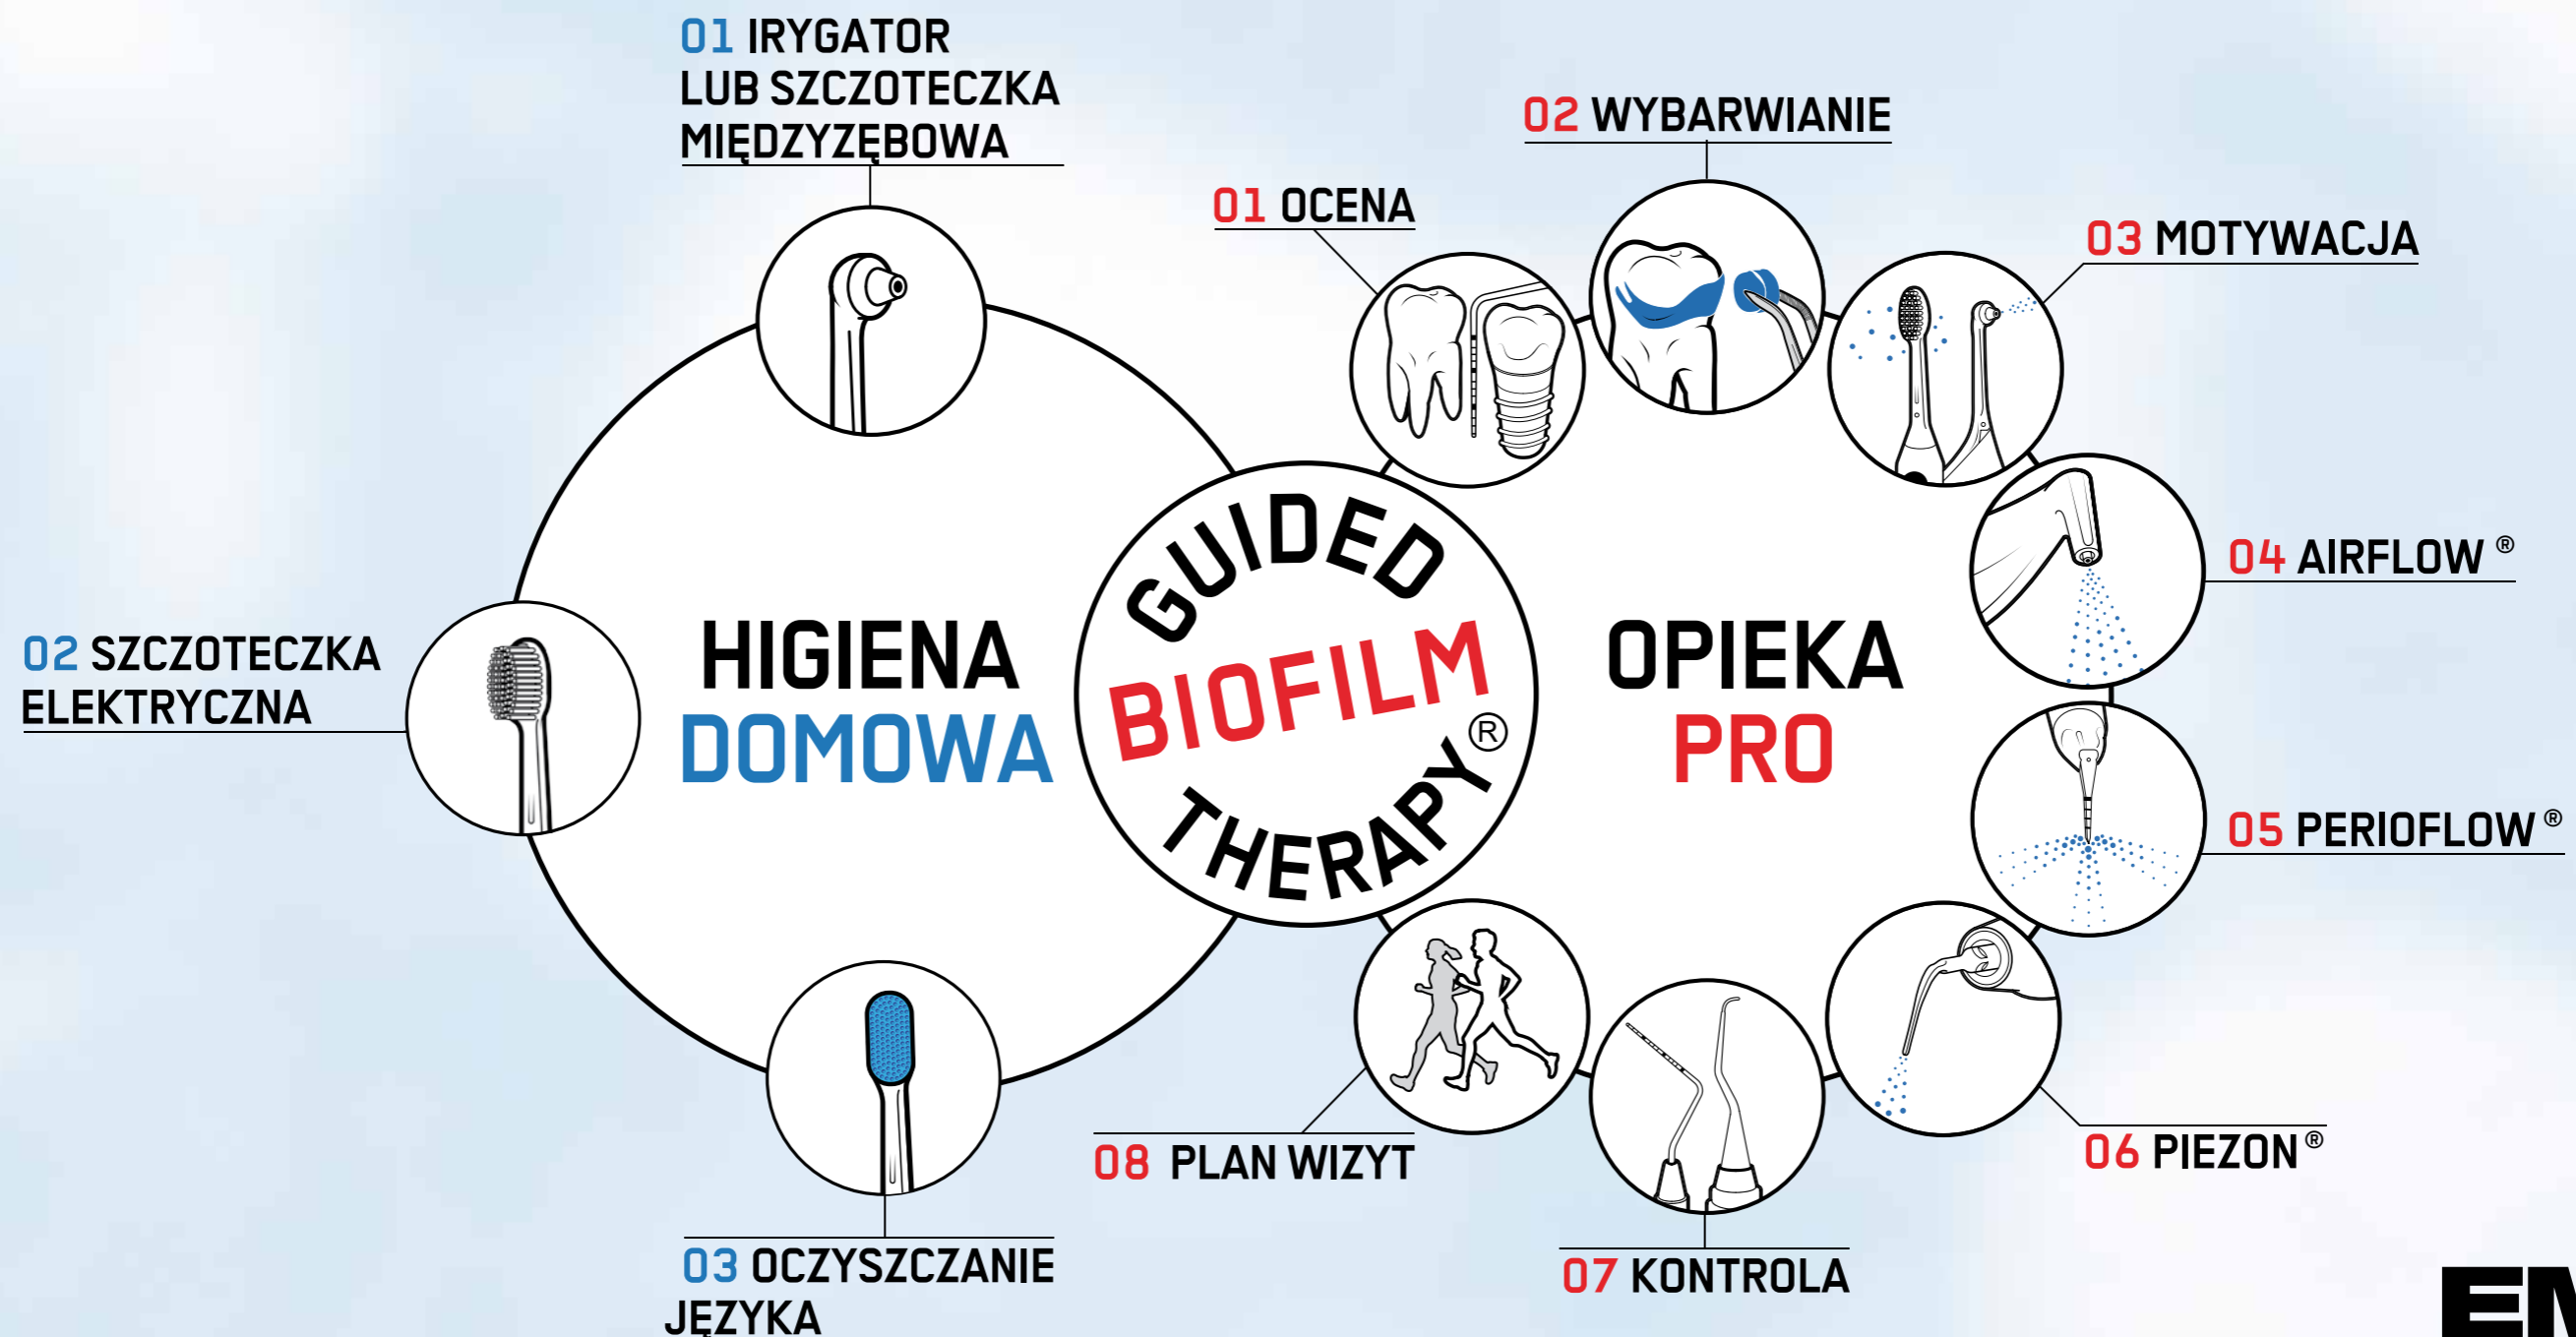 01 IRYGATOR
LUB SZCZOTECZKA
MIĘDZYZĘBOWA
02 SZCZOTECZKA
ELEKTRYCZNA
03 OCZYSZCZANIE
JĘZYKA
HIGIENA
DOMOWA
GUIDED
BIOFILM
THERAPY®
OPIEKA
PRO
01 OCENA
02 WYBARWIANIE
03 MOTYWACJA
04 AIRFLOW ®
05 PERIOFLOW ®
06 PIEZON ®
07 KONTROLA
08 PLAN WIZYT